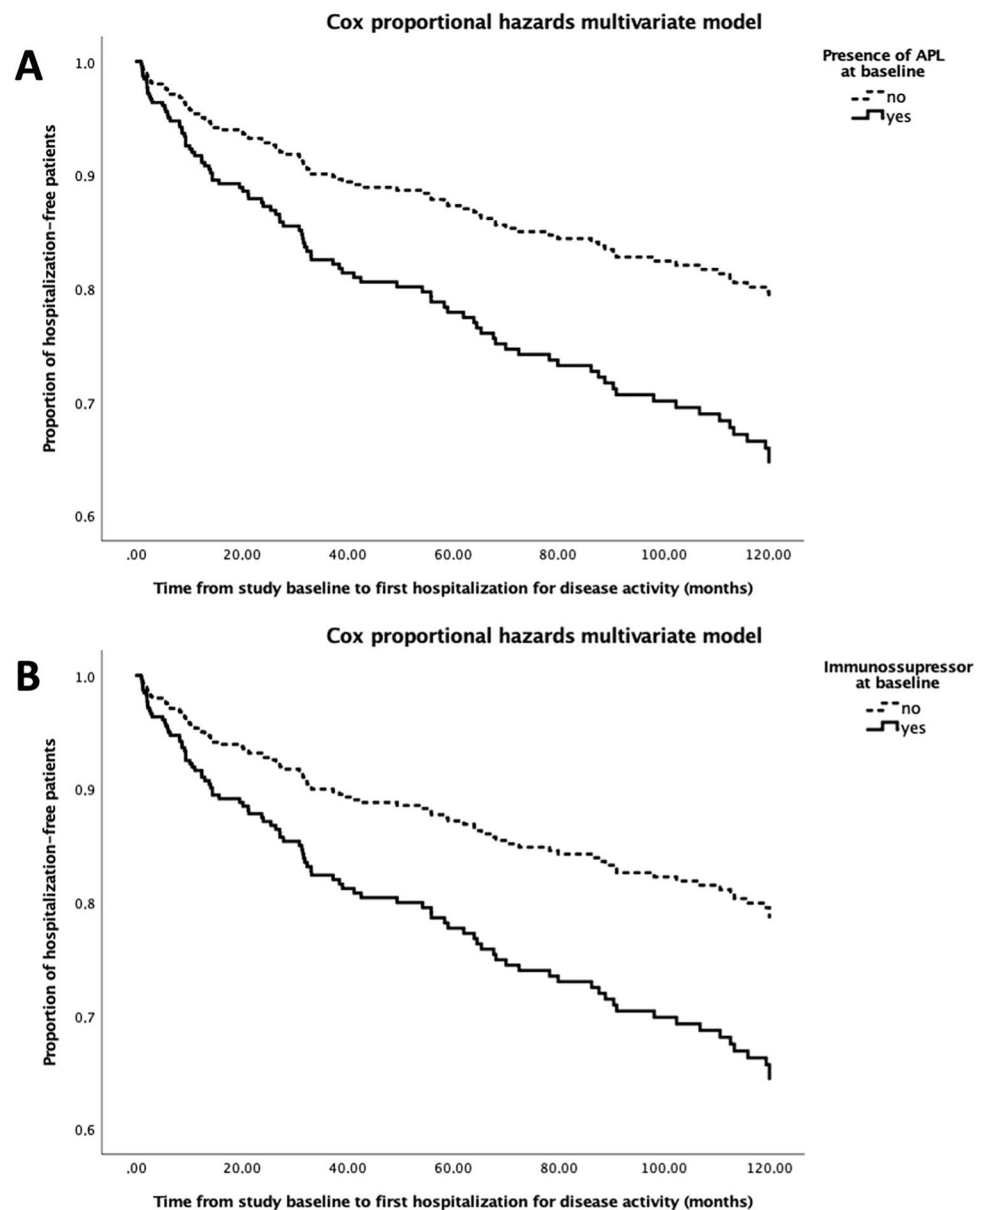 Cox proportional hazards multivariate model
A
Presence of APL
at baseline
no
yes
1.0
0.9
0.8
0.7
0.6
Proportion of hospitalization-free patients
.00 20.00 40.00 60.00 80.00 100.00 120.00
Time from study baseline to first hospitalization for disease activity (months)
Cox proportional hazards multivariate model
B
Immunossupressor
at baseline
no
yes
1.0
0.9
0.8
0.7
0.6
Proportion of hospitalization-free patients
.00 20.00 40.00 60.00 80.00 100.00 120.00
Time from study baseline to first hospitalization for disease activity (months)